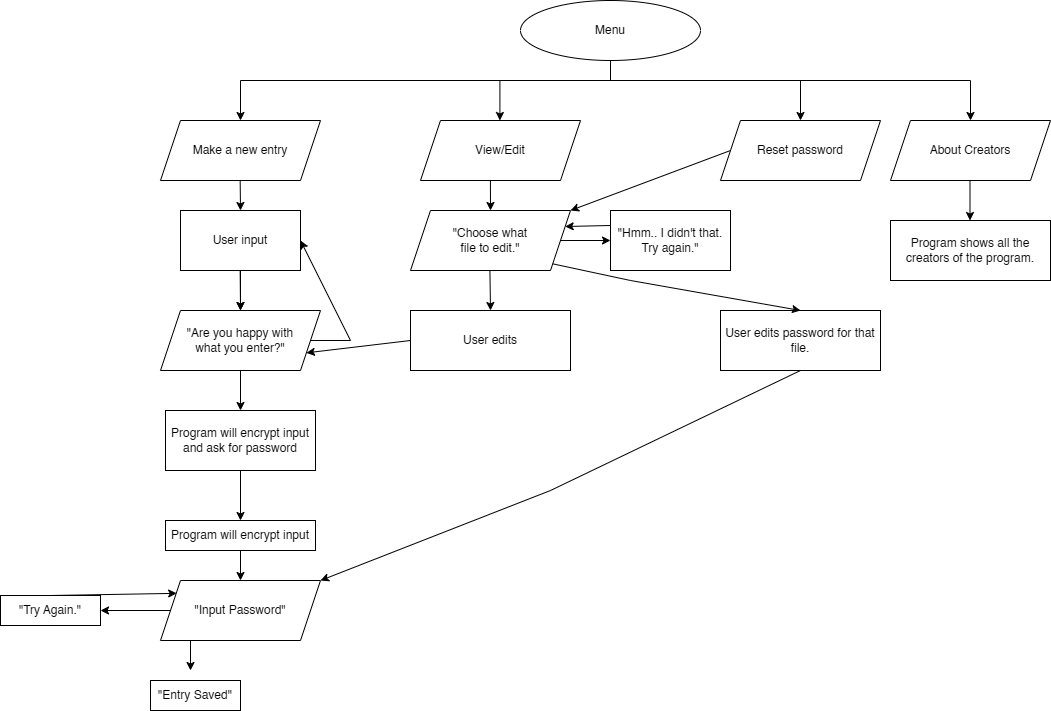 Menu
Make a new entry
View/Edit
Reset password
About Creators
User input
"Choose what
file to edit."
"Hmm.. I didn't that.
Try again."
Program shows all the
creators of the program.
"Are you happy with
what you enter?"
User edits
User edits password for that
file.
Program will encrypt input
and ask for password
Program will encrypt input
"Try Again."
"Input Password"
"Entry Saved"